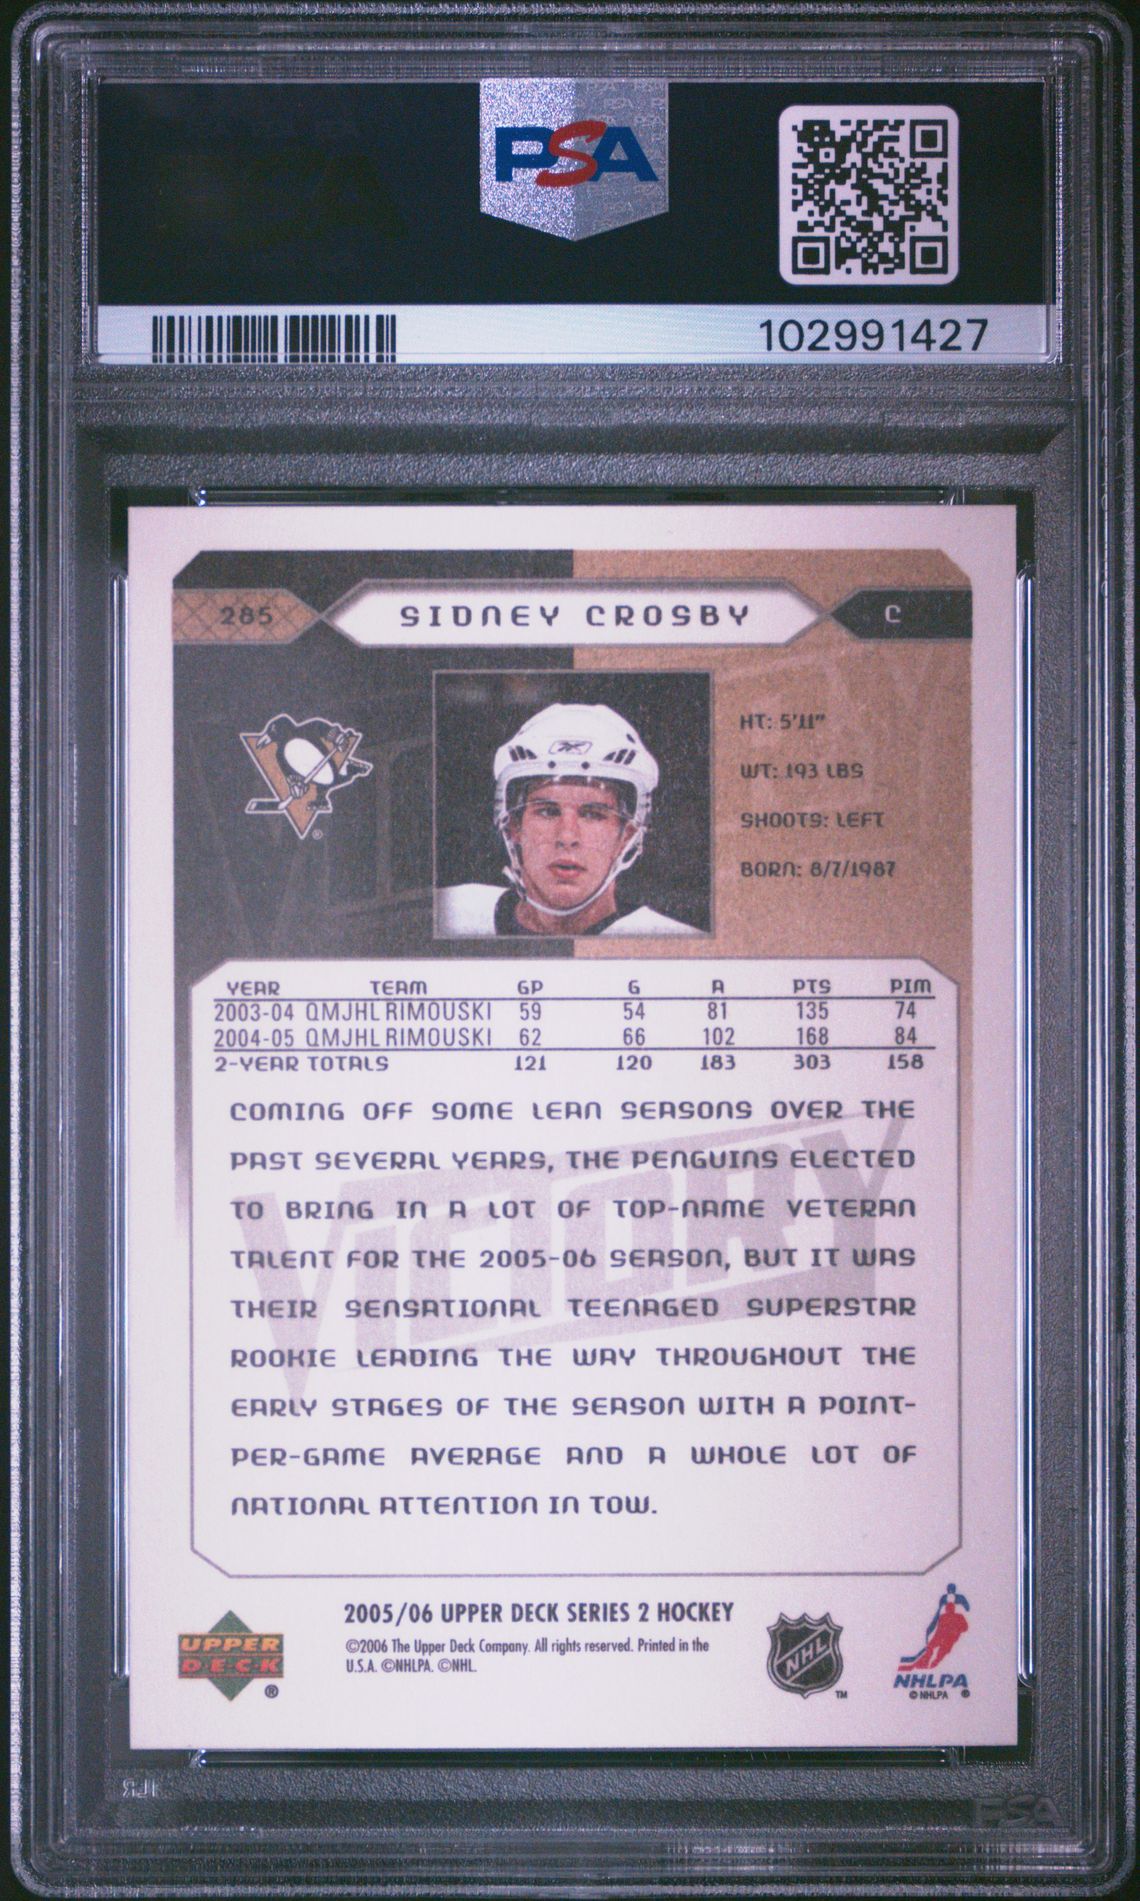 PSA
102991427
285
SIDNEY CROSBY
C
HT: 5'11"
WT: 193 LBS
SHOOTS: LEFT
BORN: 8/7/1987
®
YEAR TEAM GP G A PTS PIM
2003-04 QMJHL RIMOUSKI 59 54 81 135 74
2004-05 QMJHL RIMOUSKI 62 66 102 168 84
2-YEAR TOTALS 121 120 183 303 158
VICTORY
COMING OFF SOME LEAN SEASONS OVER THE
PAST SEVERAL YEARS, THE PENGUINS ELECTED
TO BRING IN A LOT OF TOP-NAME VETERAN
TALENT FOR THE 2005-06 SEASON, BUT IT WAS
THEIR SENSATIONAL TEENAGED SUPERSTAR
ROOKIE LEADING THE WAY THROUGHOUT THE
EARLY STAGES OF THE SEASON WITH A POINT-
PER-GAME AVERAGE AND A WHOLE LOT OF
NATIONAL ATTENTION IN TOW.
UPPER
DECK
®
2005/06 UPPER DECK SERIES 2 HOCKEY
©2006 The Upper Deck Company. All rights reserved. Printed in the
U.S.A. ©NHLPA. ©NHL.
NHL
TM
NHLPA
© NHLPA ®
PSA